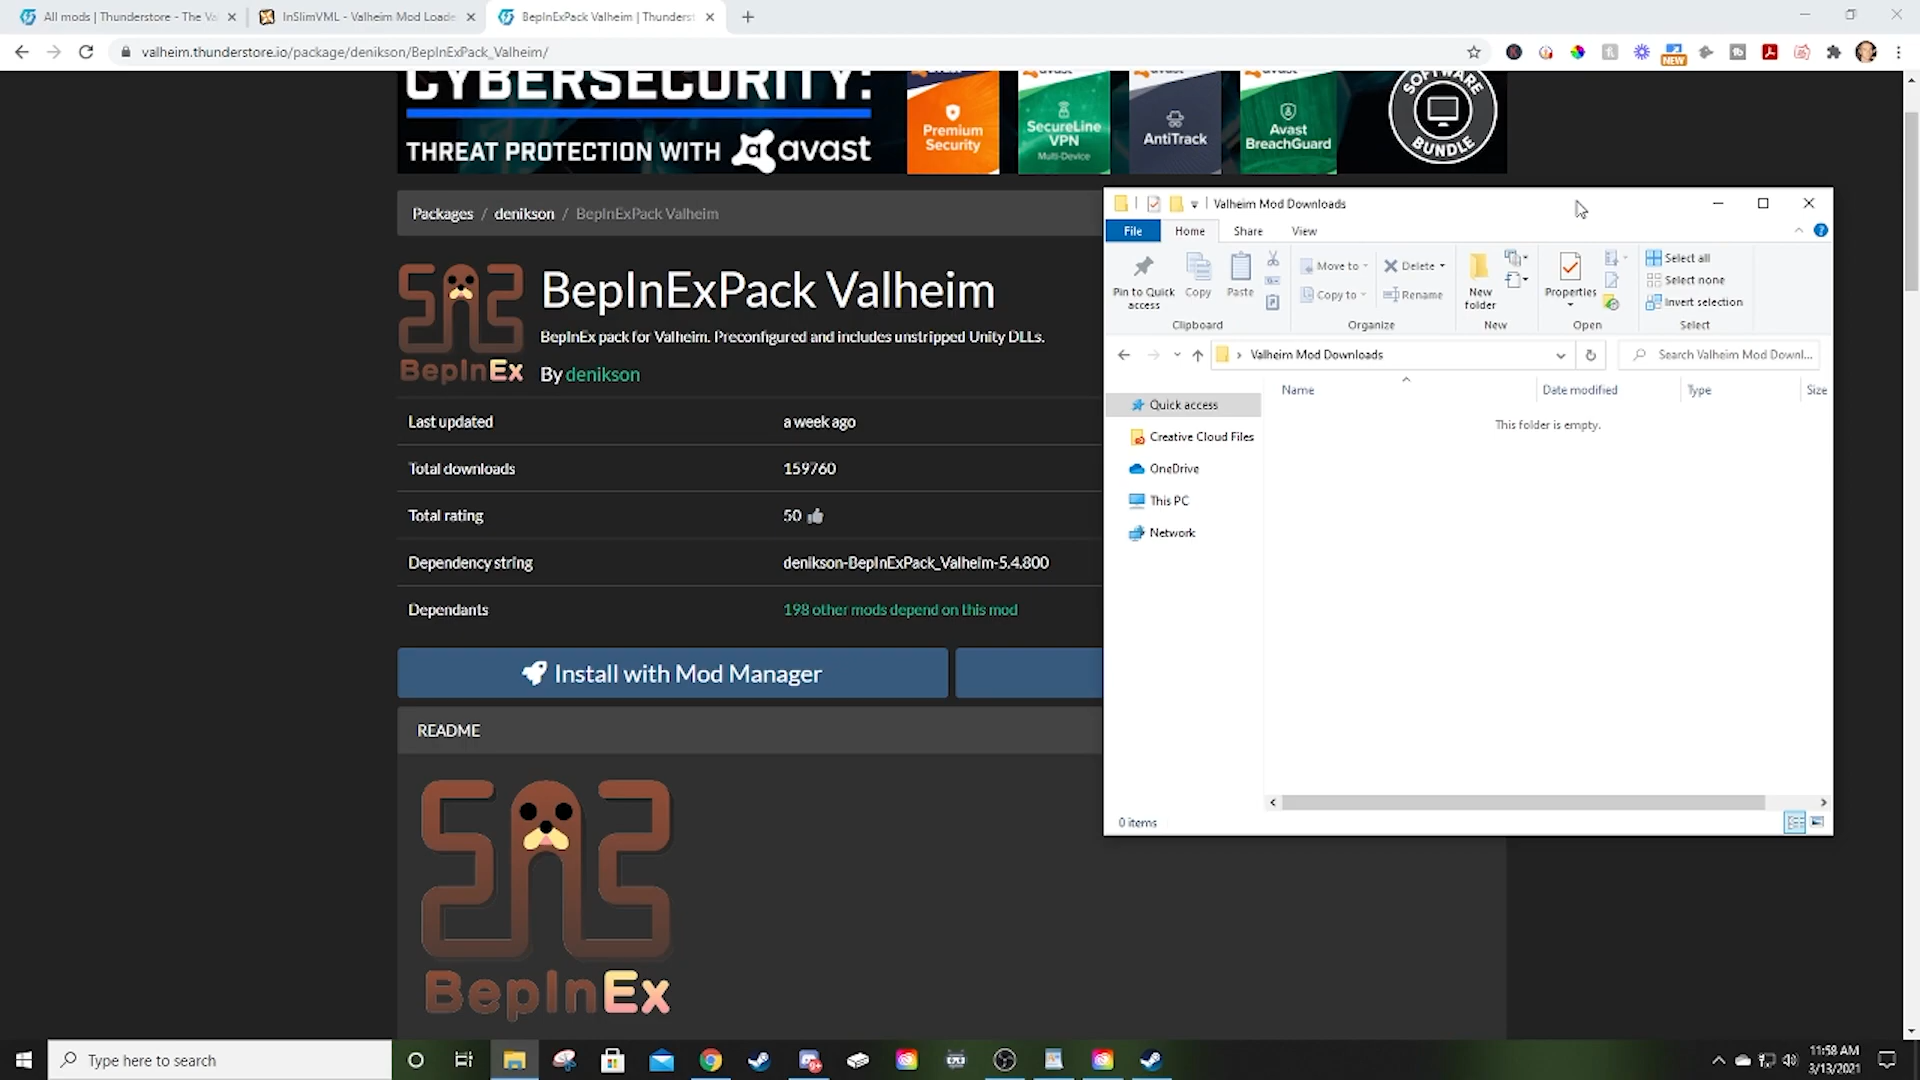 All mods | Thunderstore - The Va
InSlimVML - Valheim Mod Loade
BepInExPack Valheim | Thunderst
valheim.thunderstore.io/package/denikson/BepInExPack_Valheim/
NEW
CYBERSECURITY:
THREAT PROTECTION WITH avast
Premium Security
SecureLine VPN
Multi-Device
AntiTrack
Avast BreachGuard
SOFTWARE BUNDLE
Packages / denikson / BepInExPack Valheim
BepInEx
BepInExPack Valheim
BepInEx pack for Valheim. Preconfigured and includes unstripped Unity DLLs.
By denikson
Last updated a week ago
Total downloads 159760
Total rating 50
Dependency string denikson-BepInExPack_Valheim-5.4.800
Dependants 198 other mods depend on this mod
Install with Mod Manager
README
BepInEx
Valheim Mod Downloads
File Home Share View
Pin to Quick access
Copy
Paste
Move to
Copy to
Delete
Rename
New folder
Properties
Select all
Select none
Invert selection
Clipboard Organize New Open Select
Valheim Mod Downloads
Search Valheim Mod Downl...
Name Date modified Type Size
This folder is empty.
Quick access
Creative Cloud Files
OneDrive
This PC
Network
0 items
Type here to search
11:58 AM
3/13/2021